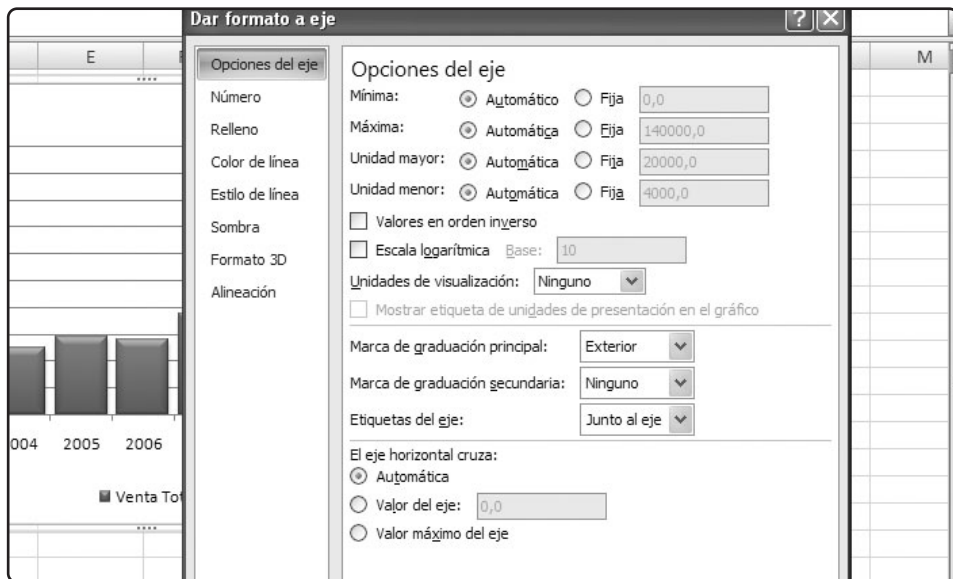 Dar formato a eje
E
M
Opciones del eje
Número
Relleno
Color de línea
Estilo de línea
Sombra
Formato 3D
Alineación
Opciones del eje
Mínima: Automático Fija 0,0
Máxima: Automática Fija 140000,0
Unidad mayor: Automática Fija 20000,0
Unidad menor: Automática Fija 4000,0
Valores en orden inverso
Escala logarítmica Base: 10
Unidades de visualización: Ninguno
Mostrar etiqueta de unidades de presentación en el gráfico
Marca de graduación principal: Exterior
Marca de graduación secundaria: Ninguno
Etiquetas del eje: Junto al eje
El eje horizontal cruza:
Automática
Valor del eje: 0,0
Valor máximo del eje
004 2005 2006
Venta Tot